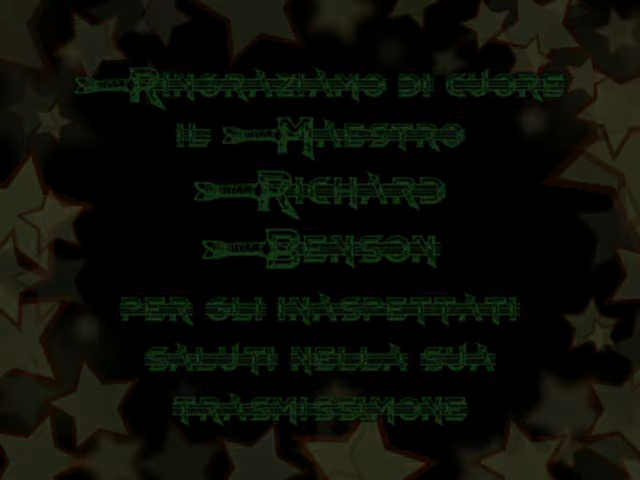 Ringraziamo di cuore
il Maestro
Richard
Benson
per gli inaspettati
saluti nella sua
trasmissimone